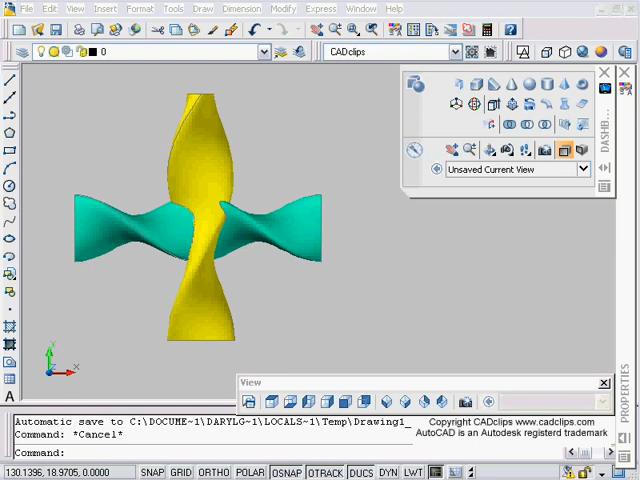 File Edit View Insert Format Tools Draw Dimension Modify Express Window Help
0
CADclips
DASHB...
Unsaved Current View
View
PROPERTIES
Automatic save to C:\DOCUME~1\DARYLG~1\LOCALS~1\Temp\Drawing1_
Command: *Cancel*
Copyright CADclips www.cadclips.com
AutoCAD is an Autodesk registerd trademark
Command:
X
Y
130.1396, 18.9705, 0.0000 SNAP GRID ORTHO POLAR OSNAP OTRACK DUCS DYN LWT